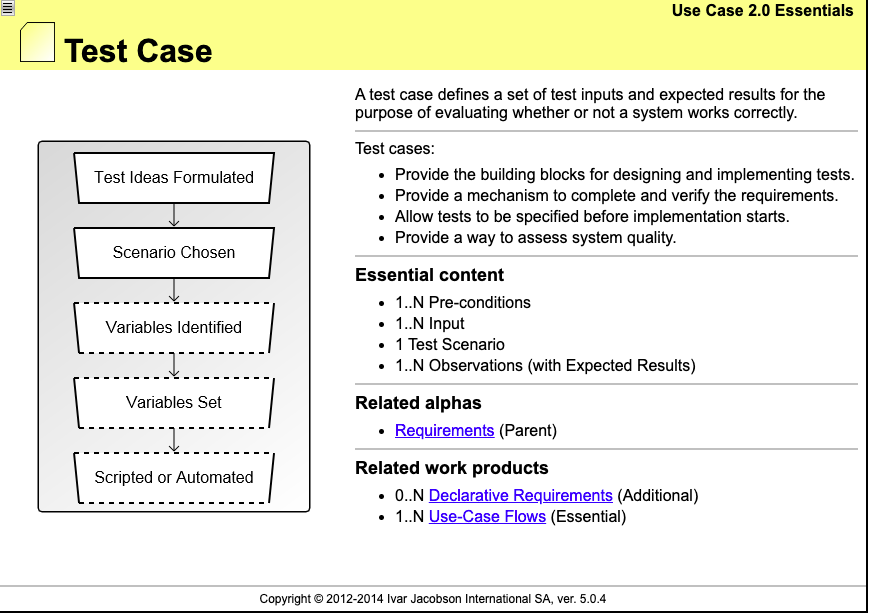 Use Case 2.0 Essentials
Test Case
Test Ideas Formulated
Scenario Chosen
Variables Identified
Variables Set
Scripted or Automated
A test case defines a set of test inputs and expected results for the
purpose of evaluating whether or not a system works correctly.
Test cases:
• Provide the building blocks for designing and implementing tests.
• Provide a mechanism to complete and verify the requirements.
• Allow tests to be specified before implementation starts.
• Provide a way to assess system quality.
Essential content
• 1..N Pre-conditions
• 1..N Input
• 1 Test Scenario
• 1..N Observations (with Expected Results)
Related alphas
• Requirements (Parent)
Related work products
• 0..N Declarative Requirements (Additional)
• 1..N Use-Case Flows (Essential)
Copyright © 2012-2014 Ivar Jacobson International SA, ver. 5.0.4